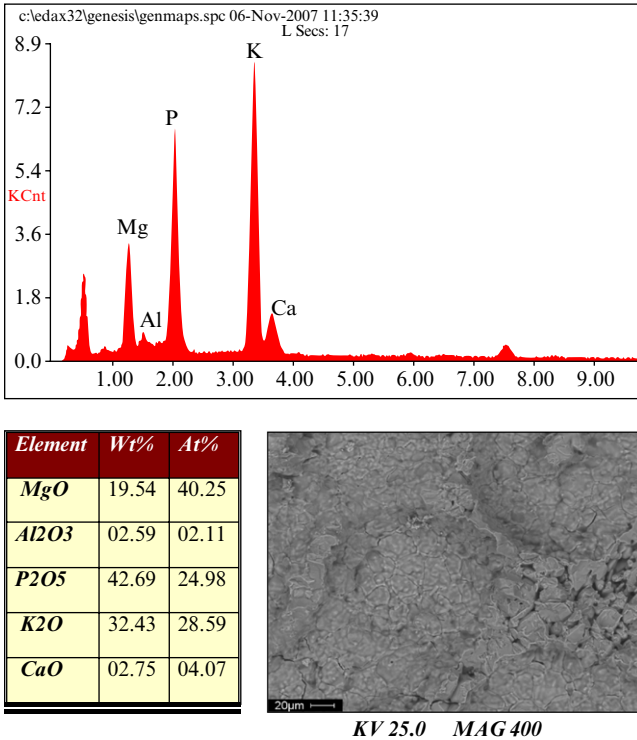 c:\edax32\genesis\genmaps.spc 06-Nov-2007 11:35:39
L Secs: 17
8.9
7.2
5.4
3.6
1.8
0.0
KCnt
Mg
Al
P
K
Ca
1.00 2.00 3.00 4.00 5.00 6.00 7.00 8.00 9.00
Element Wt% At%
MgO 19.54 40.25
Al2O3 02.59 02.11
P2O5 42.69 24.98
K2O 32.43 28.59
CaO 02.75 04.07
20µm
KV 25.0 MAG 400